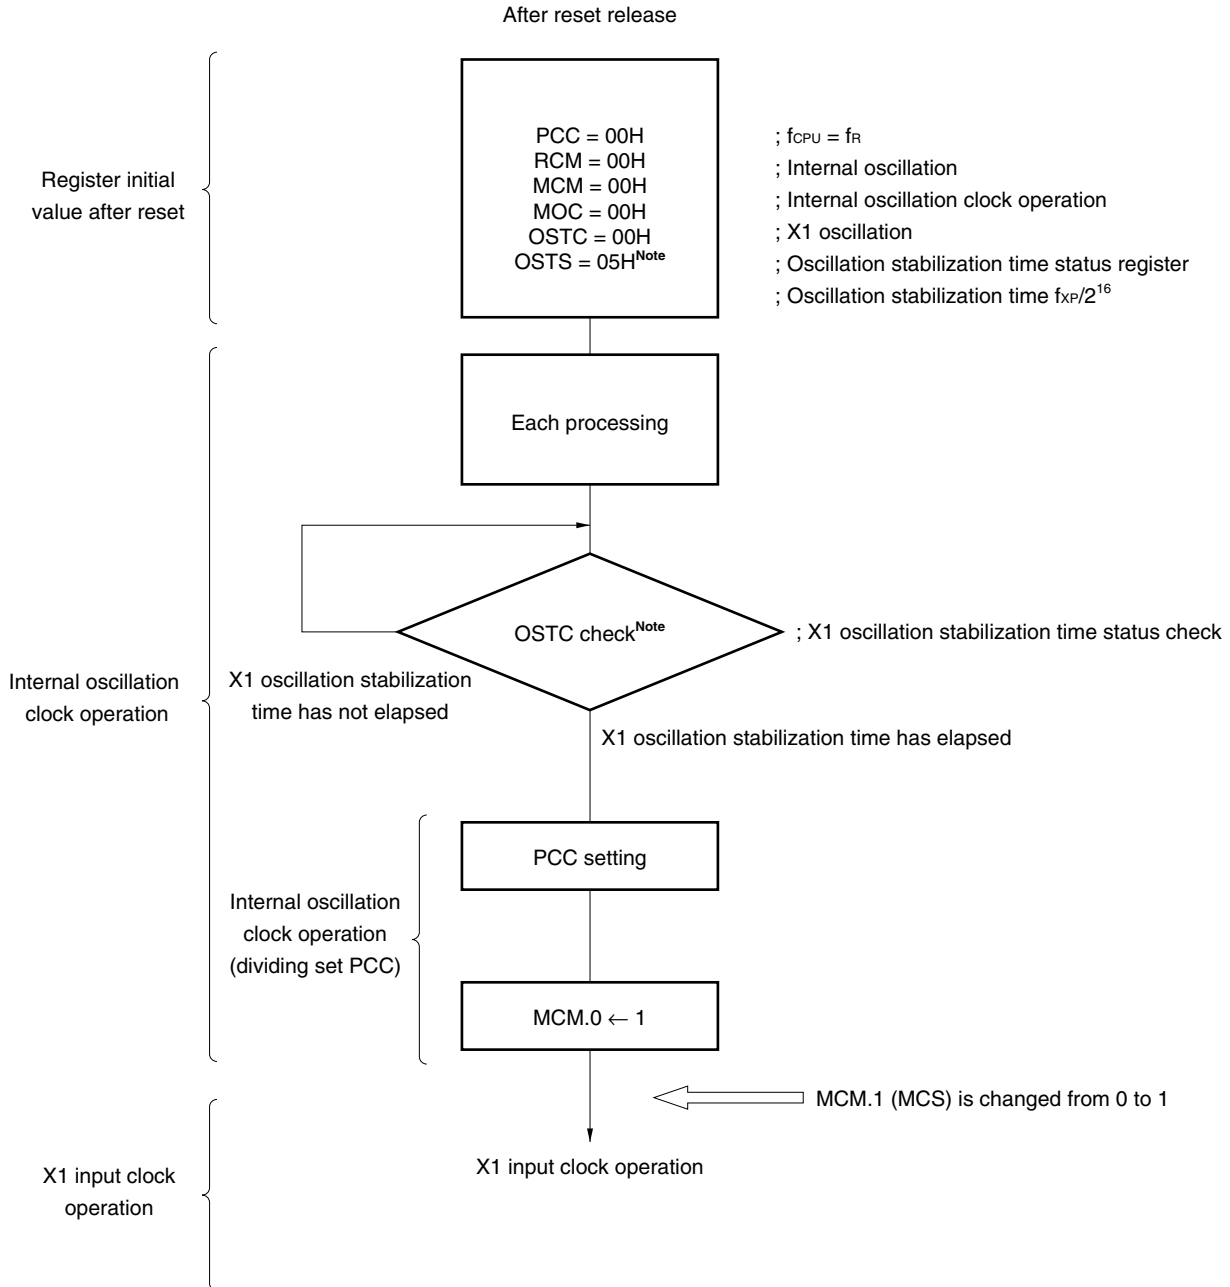 After reset release
Register initial
value after reset
PCC = 00H
RCM = 00H
MCM = 00H
MOC = 00H
OSTC = 00H
OSTS = 05HNote
; fCPU = fR
; Internal oscillation
; Internal oscillation clock operation
; X1 oscillation
; Oscillation stabilization time status register
; Oscillation stabilization time fXP/2^16
Each processing
OSTC checkNote
; X1 oscillation stabilization time status check
Internal oscillation
clock operation
X1 oscillation stabilization
time has not elapsed
X1 oscillation stabilization time has elapsed
PCC setting
Internal oscillation
clock operation
(dividing set PCC)
MCM.0 ← 1
MCM.1 (MCS) is changed from 0 to 1
X1 input clock operation
X1 input clock
operation